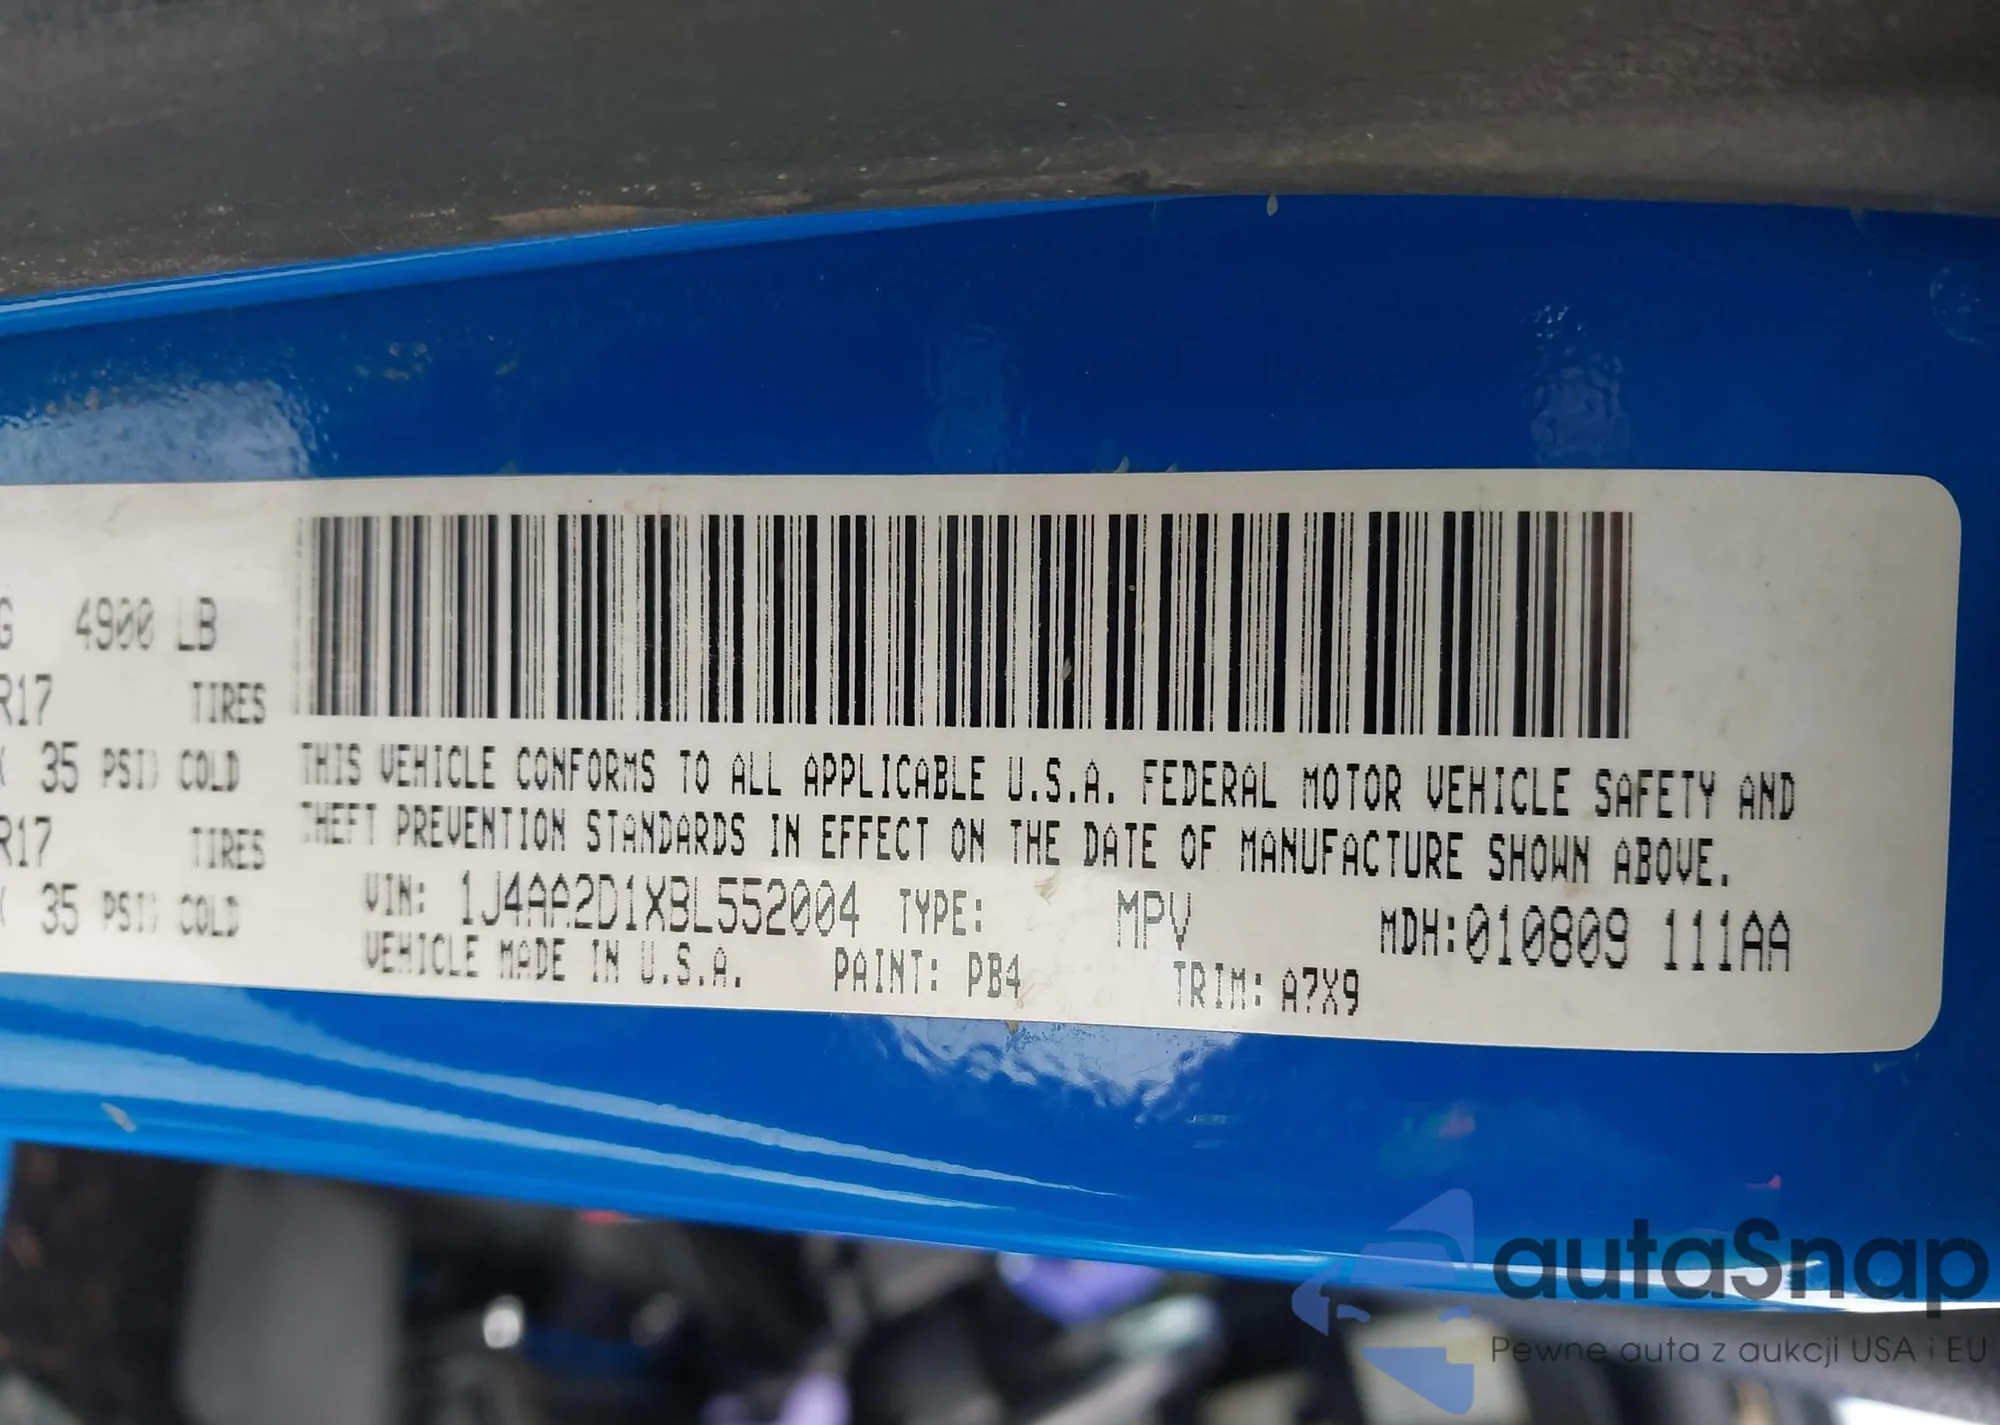 G 4900 LB
R17 TIRES
35 PSI) COLD
R17 TIRES
35 PSI) COLD
THIS VEHICLE CONFORMS TO ALL APPLICABLE U.S.A. FEDERAL MOTOR VEHICLE SAFETY AND
THEFT PREVENTION STANDARDS IN EFFECT ON THE DATE OF MANUFACTURE SHOWN ABOVE.
VIN: 1J4AA2D1XBL552004 TYPE: MPV MDH:010809 111AA
VEHICLE MADE IN U.S.A. PAINT: PB4 TRIM: A7X9
autaSnap
Pewne auta z aukcji USA i EU